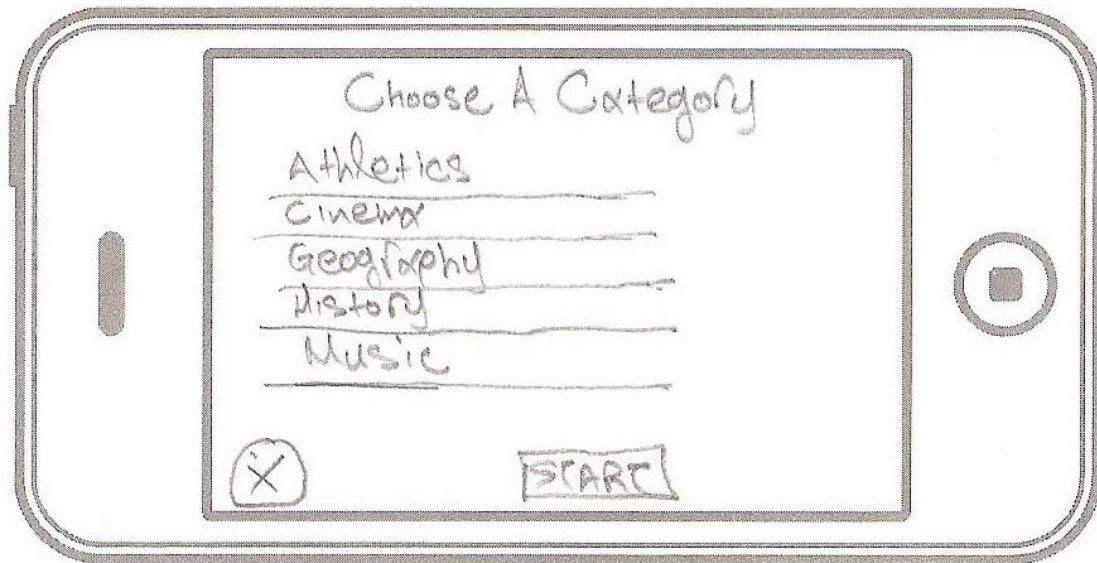 Choose A Category
Athletics
Cinema
Geography
History
Music
X
START